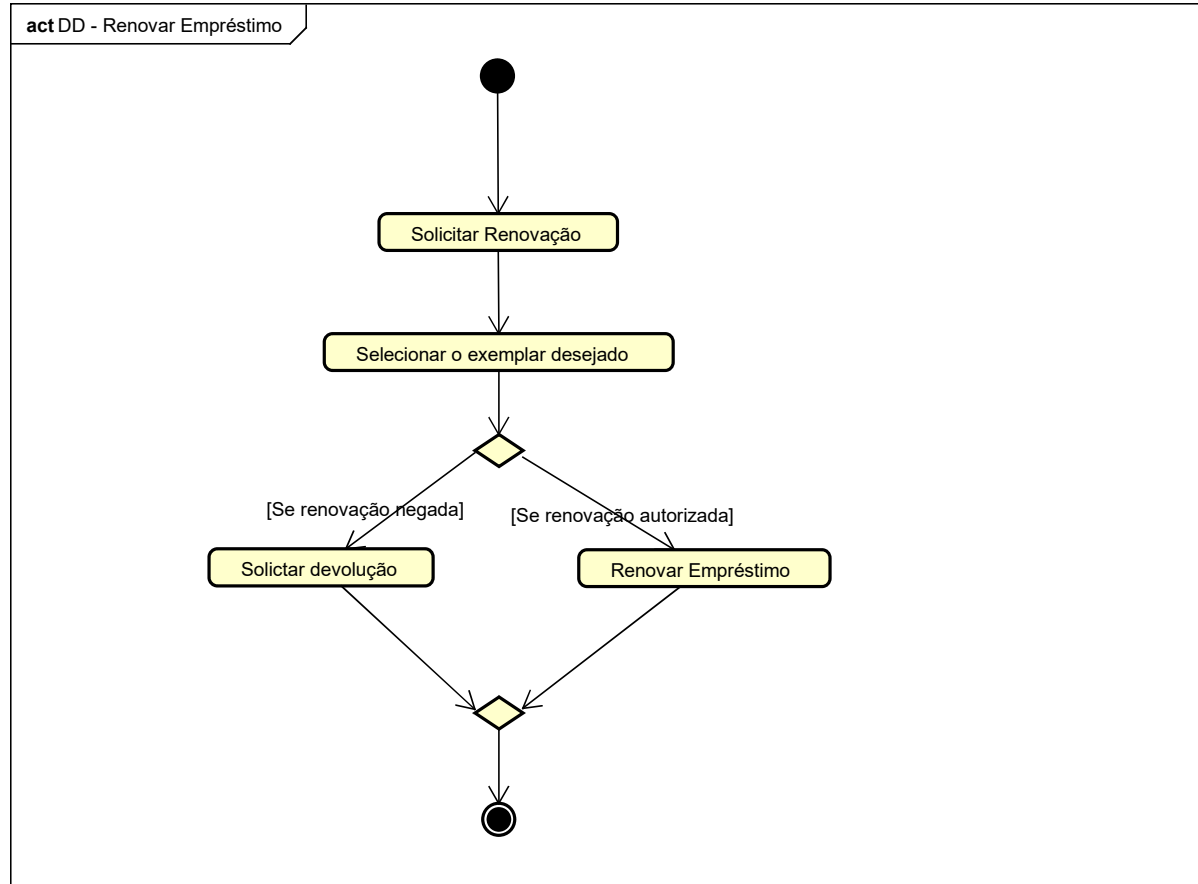 act DD - Renovar Empréstimo
Solicitar Renovação
Selecionar o exemplar desejado
[Se renovação negada]
[Se renovação autorizada]
Solictar devolução
Renovar Empréstimo